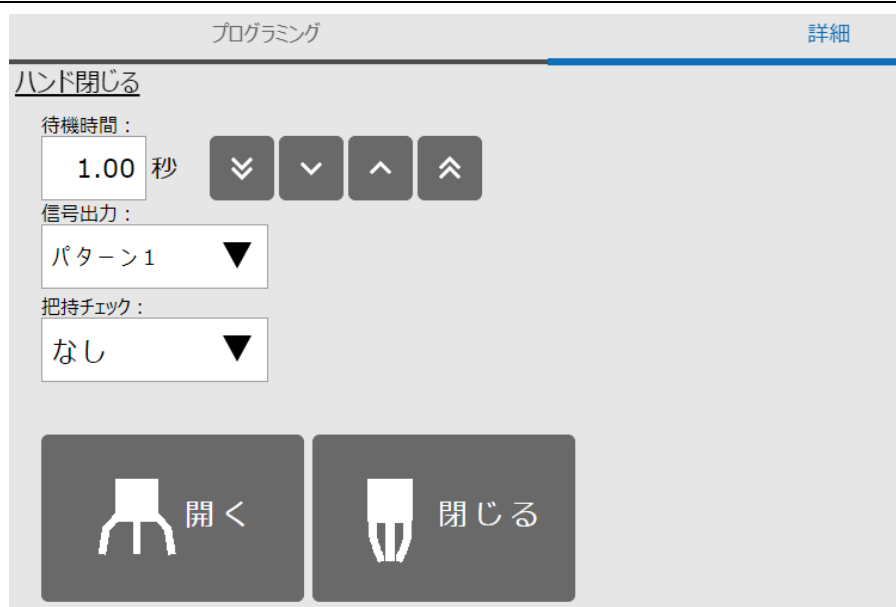 プログラミング 詳細
ハンド閉じる
待機時間：
1.00 秒
信号出力：
パターン1
把持チェック：
なし
開く 閉じる